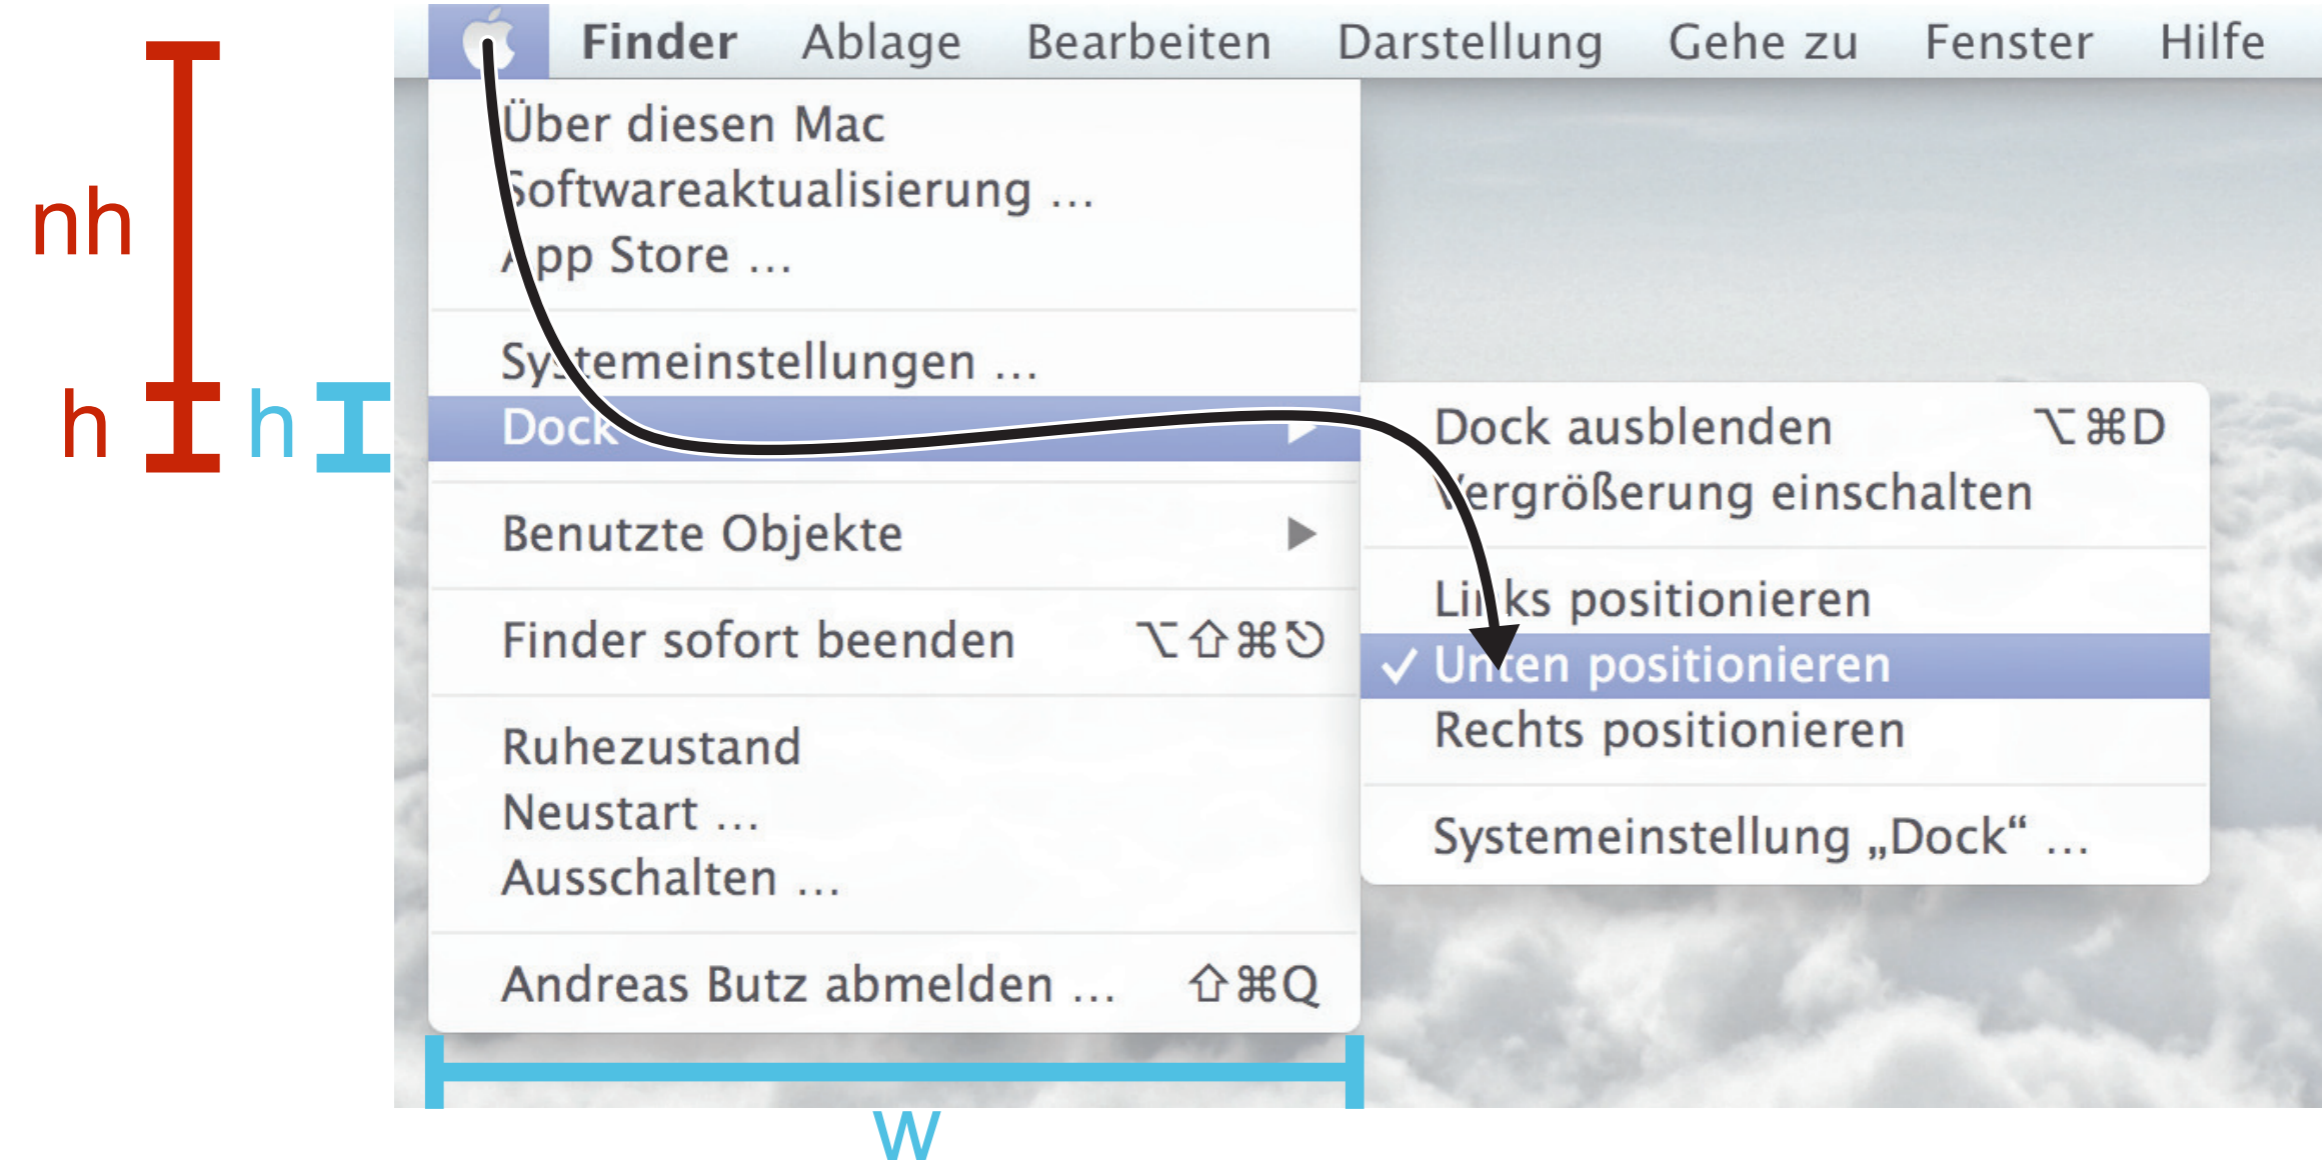 Finder Ablage Bearbeiten Darstellung Gehe zu Fenster Hilfe
Über diesen Mac
Softwareaktualisierung …
App Store …
Systemeinstellungen …
Dock ▶
Benutzte Objekte ▶
Finder sofort beenden ⌥⇧⌘⎋
Ruhezustand
Neustart …
Ausschalten …
Andreas Butz abmelden … ⇧⌘Q
Dock ausblenden ⌥⌘D
Vergrößerung einschalten
Links positionieren
✓ Unten positionieren
Rechts positionieren
Systemeinstellung „Dock“ …
nh
h
h
w